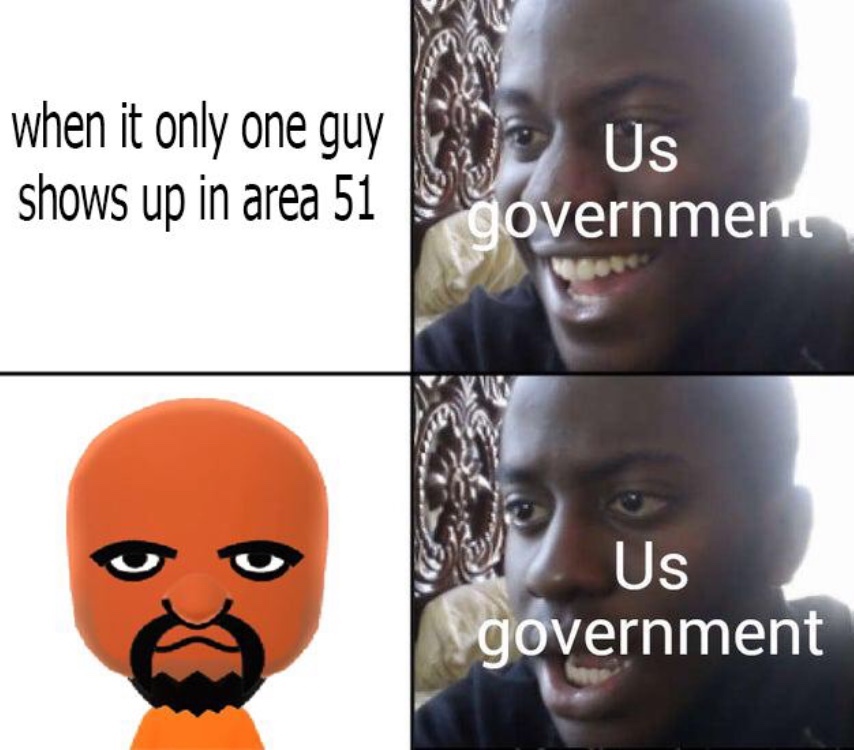 when it only one guy
shows up in area 51
Us
government
Us
government